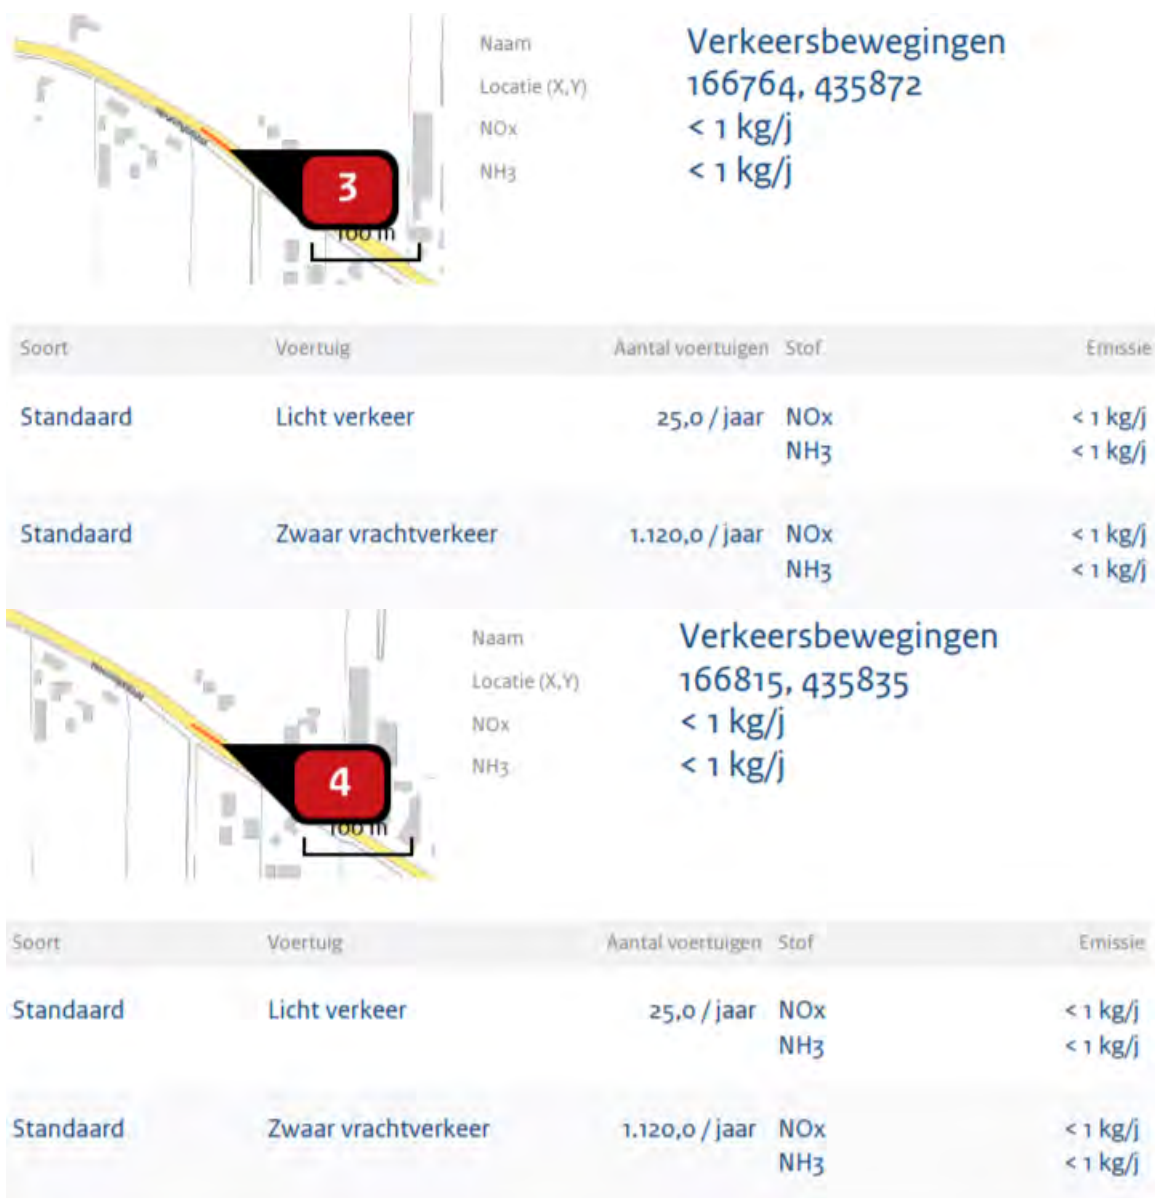 Naam Verkeersbewegingen
Locatie (X,Y) 166764, 435872
NOx < 1 kg/j
NH3 < 1 kg/j
3
100 m
Soort Voertuig Aantal voertuigen Stof Emissie
Standaard Licht verkeer 25,0 / jaar NOx < 1 kg/j
NH3 < 1 kg/j
Standaard Zwaar vrachtverkeer 1.120,0 / jaar NOx < 1 kg/j
NH3 < 1 kg/j
Naam Verkeersbewegingen
Locatie (X,Y) 166815, 435835
NOx < 1 kg/j
NH3 < 1 kg/j
4
100 m
Soort Voertuig Aantal voertuigen Stof Emissie
Standaard Licht verkeer 25,0 / jaar NOx < 1 kg/j
NH3 < 1 kg/j
Standaard Zwaar vrachtverkeer 1.120,0 / jaar NOx < 1 kg/j
NH3 < 1 kg/j